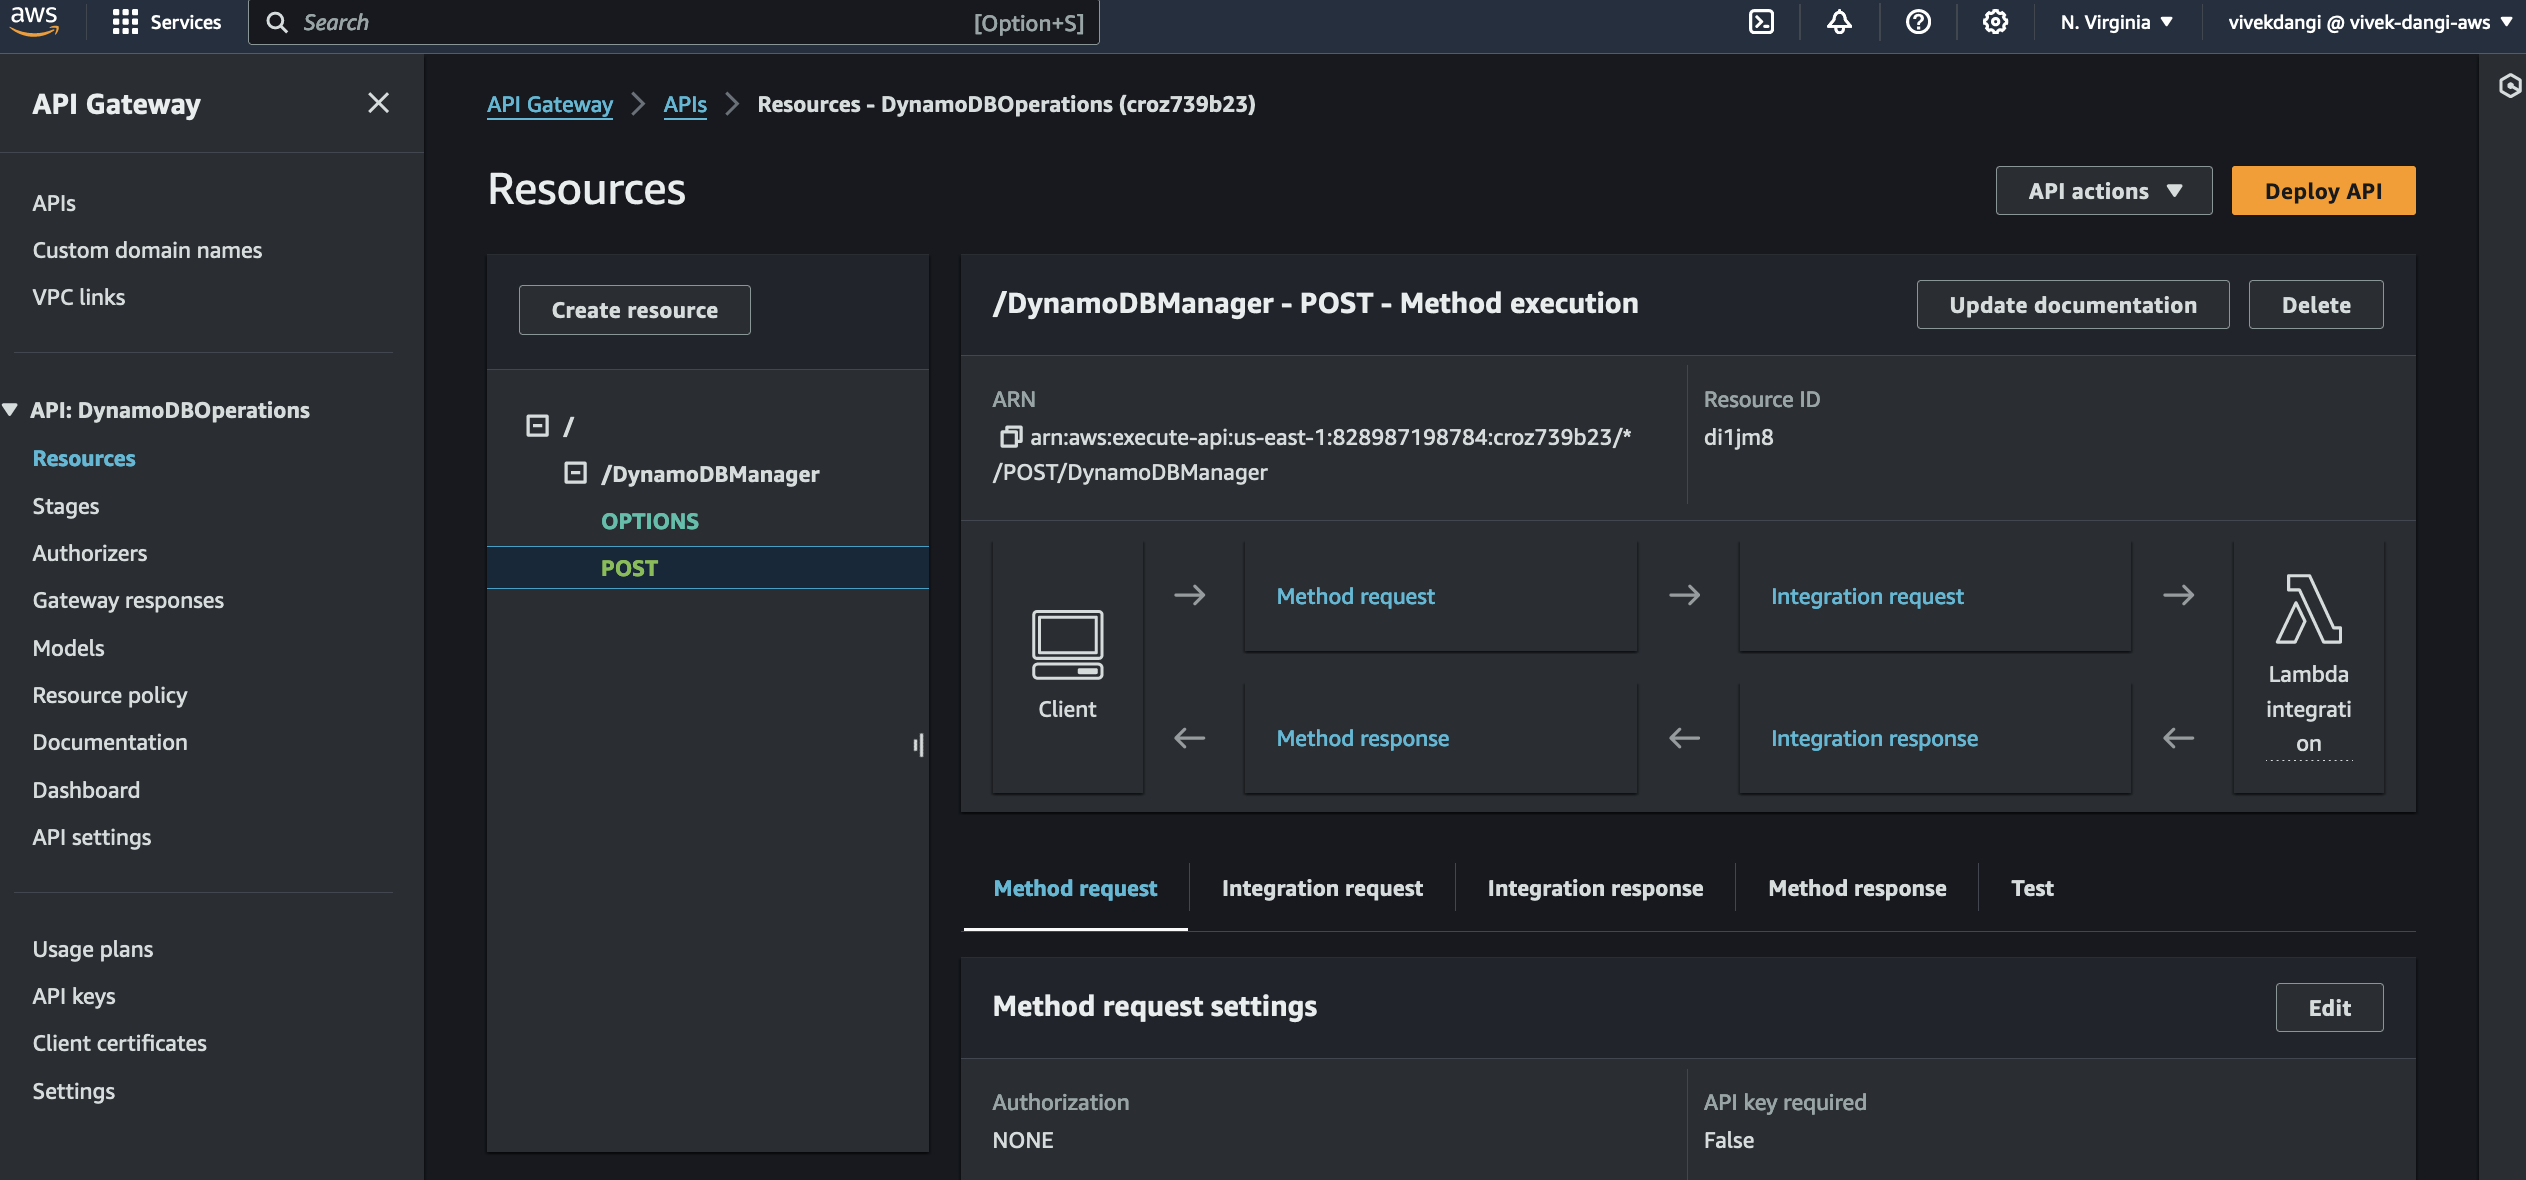 aws
Services
Search
[Option+S]
N. Virginia
vivekdangi @ vivek-dangi-aws
API Gateway
APIs
Custom domain names
VPC links
API: DynamoDBOperations
Resources
Stages
Authorizers
Gateway responses
Models
Resource policy
Documentation
Dashboard
API settings
Usage plans
API keys
Client certificates
Settings
API Gateway
APIs
Resources - DynamoDBOperations (croz739b23)
Resources
API actions
Deploy API
Create resource
/
/DynamoDBManager
OPTIONS
POST
/DynamoDBManager - POST - Method execution
Update documentation
Delete
ARN
arn:aws:execute-api:us-east-1:828987198784:croz739b23/*
/POST/DynamoDBManager
Resource ID
di1jm8
Client
Method request
Integration request
Method response
Integration response
Lambda
integrati
on
Method request
Integration request
Integration response
Method response
Test
Method request settings
Edit
Authorization
NONE
API key required
False